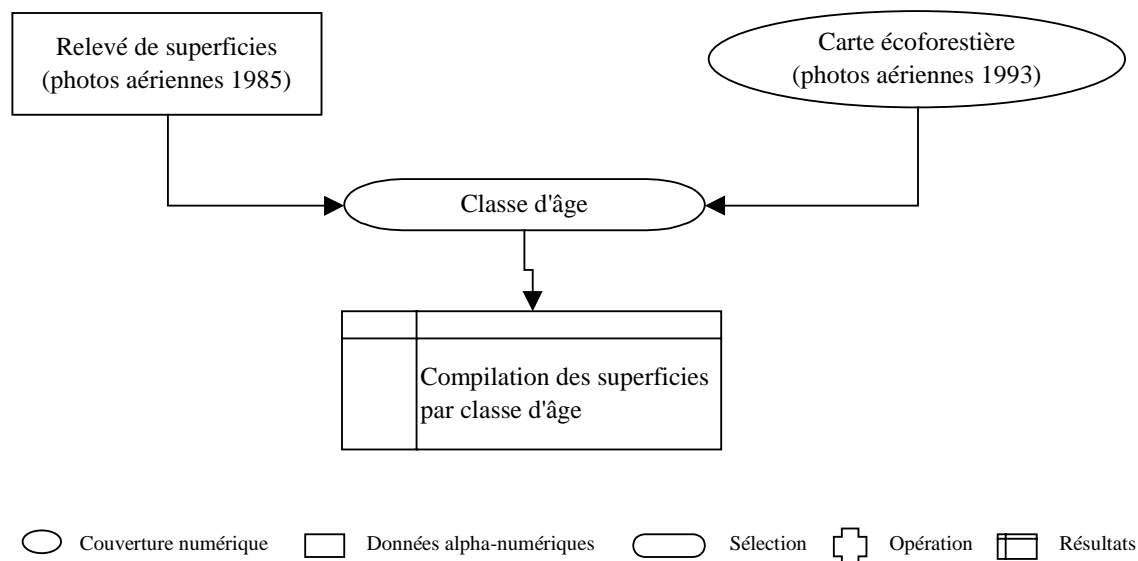 Relevé de superficies
(photos aériennes 1985)
Carte écoforestière
(photos aériennes 1993)
Classe d'âge
Compilation des superficies
par classe d'âge
Couverture numérique
Données alpha-numériques
Sélection
Opération
Résultats